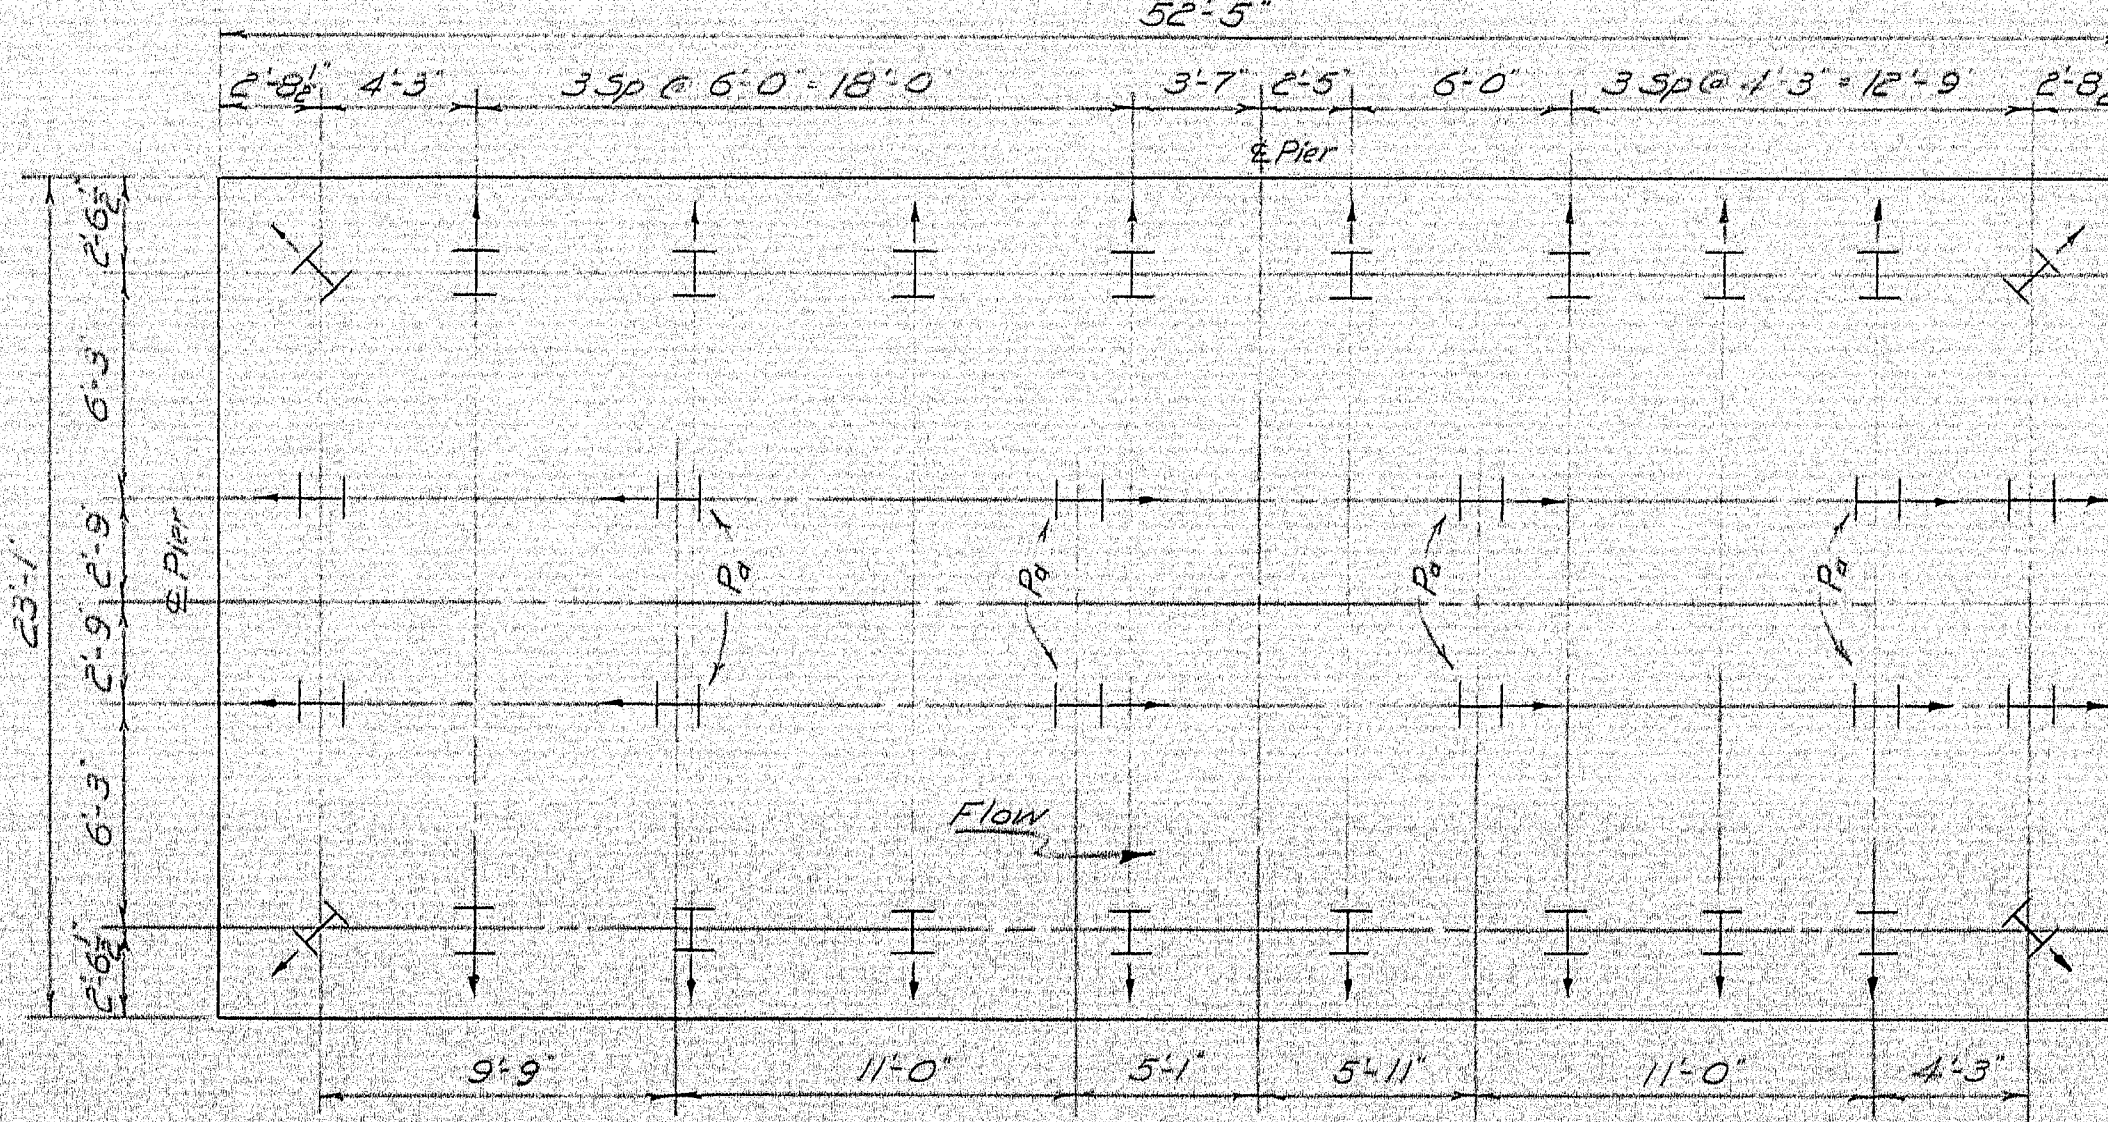 52'-5"
2'-8½" 4'-3" 3 Sp @ 6'-0" = 18'-0 3'-7" 2'-5" 6'-0" 3 Sp @ 4'-3" = 12'-9" 2'-8½
℄ Pier
2'-6½"
6'-3"
2'-9"
2'-9"
6'-3"
2'-6½"
23'-1"
℄ Pier
Pa Pa Pa Pa
Flow
9'-9" 11'-0" 5'-1" 5'-11" 11'-0" 4'-3"